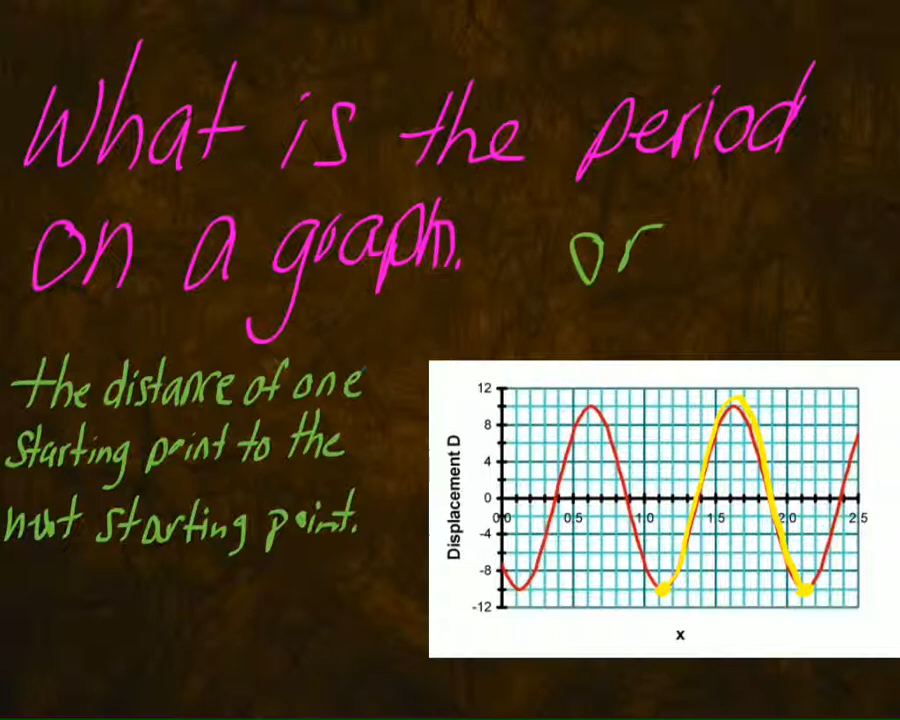 What is the period
on a graph. or
the distance of one
starting point to the
next starting point.
12
8
4
0
-4
-8
-12
0.0 0.5 1.0 1.5 2.0 2.5
Displacement D
x